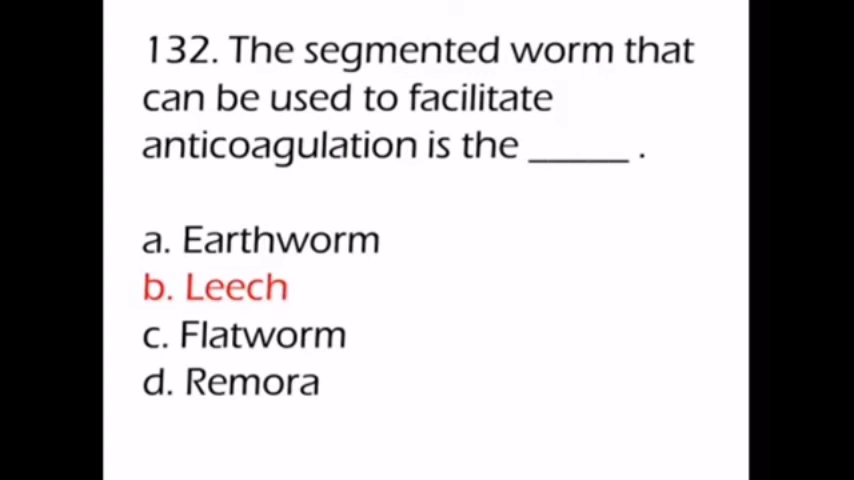 132. The segmented worm that
can be used to facilitate
anticoagulation is the _____ .
a. Earthworm
b. Leech
c. Flatworm
d. Remora